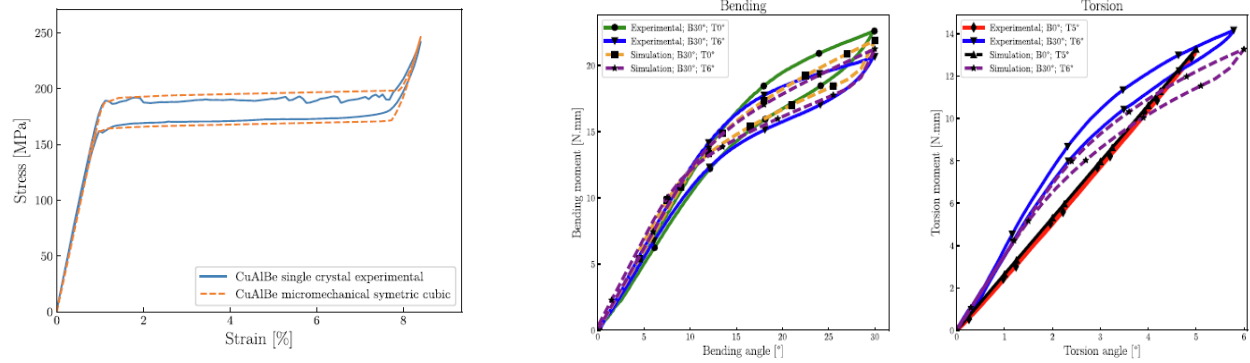 250
200
150
100
50
0
Stress [MPa]
0
2
4
6
8
Strain [%]
CuAlBe single crystal experimental
CuAlBe micromechanical symetric cubic
Bending
Experimental; B30°; T0°
Experimental; B30°; T6°
Simulation; B30°; T0°
Simulation; B30°; T6°
20
15
10
5
0
Bending moment [N.mm]
0
5
10
15
20
25
30
Bending angle [°]
Torsion
Experimental; B0°; T5°
Experimental; B30°; T6°
Simulation; B0°; T5°
Simulation; B30°; T6°
14
12
10
8
6
4
2
0
Torsion moment [N.mm]
0
1
2
3
4
5
6
Torsion angle [°]